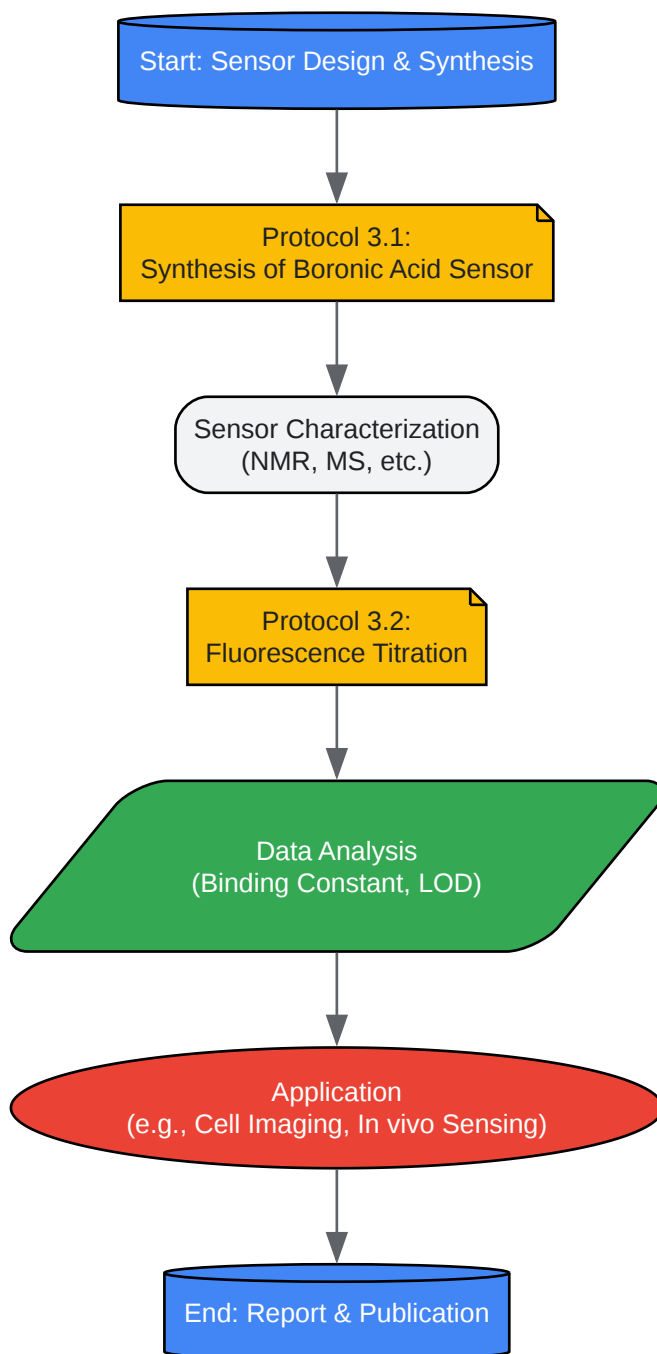 Start: Sensor Design & Synthesis
Protocol 3.1:
Synthesis of Boronic Acid Sensor
Sensor Characterization
(NMR, MS, etc.)
Protocol 3.2:
Fluorescence Titration
Data Analysis
(Binding Constant, LOD)
Application
(e.g., Cell Imaging, In vivo Sensing)
End: Report & Publication